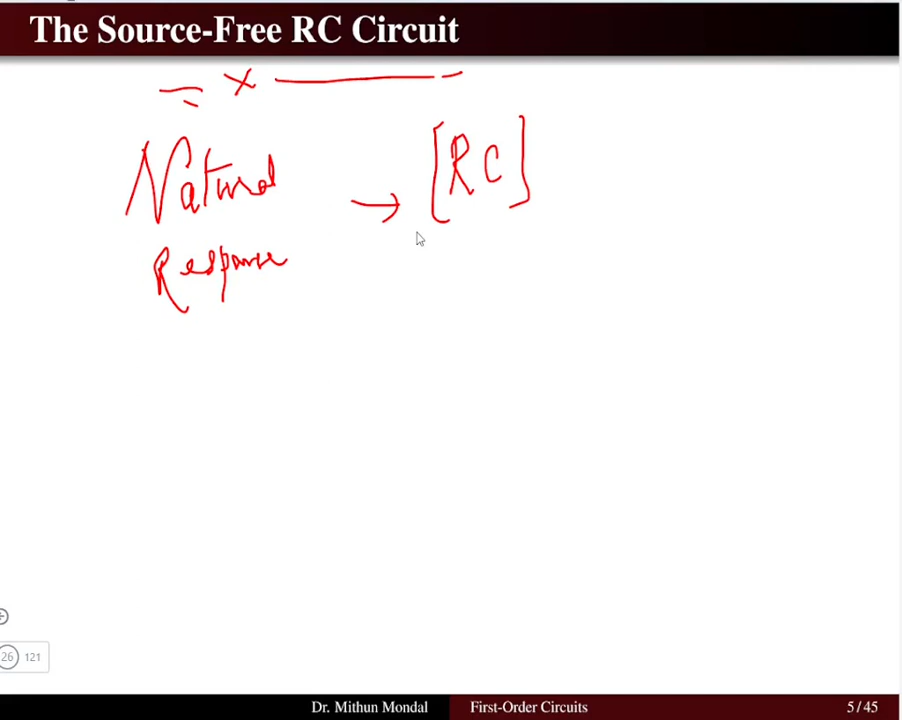 The Source-Free RC Circuit
Natural → [RC]
Response
26 121
Dr. Mithun Mondal First-Order Circuits 5 / 45